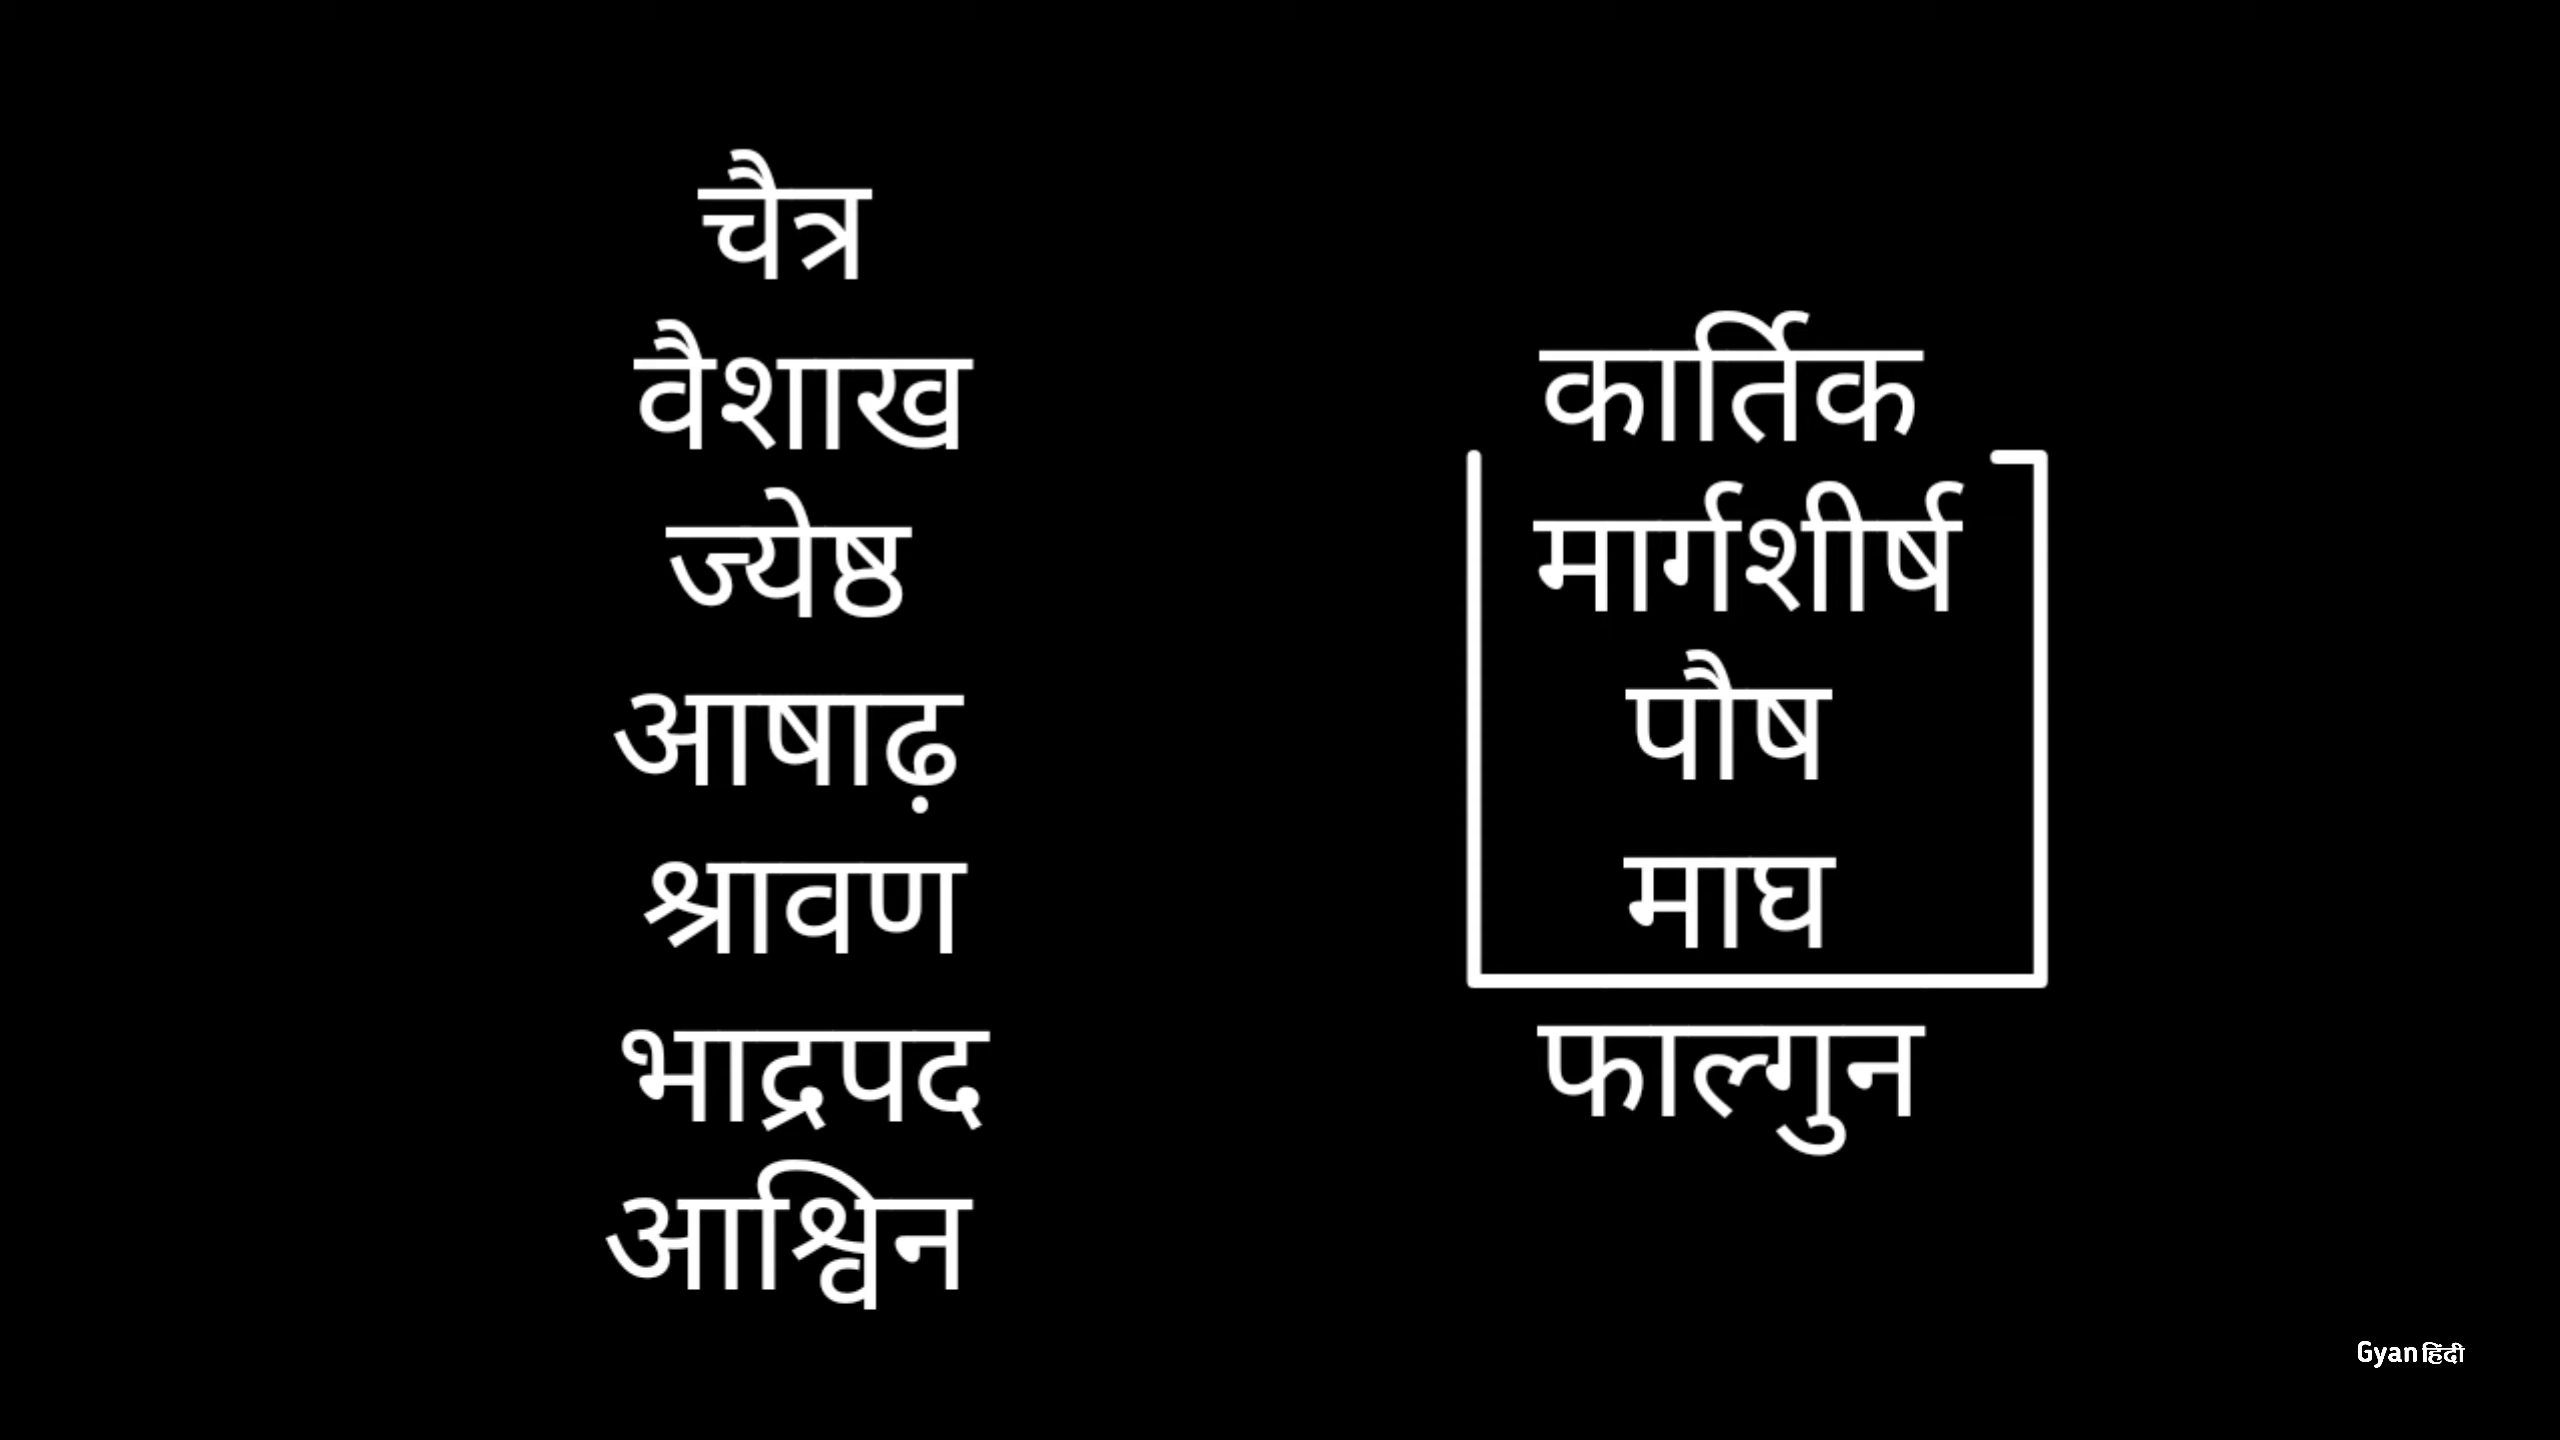 चैत्र
वैशाख
ज्येष्ठ
आषाढ़
श्रावण
भाद्रपद
आश्विन
कार्तिक
मार्गशीर्ष
पौष
माघ
फाल्गुन
Gyan हिंदी